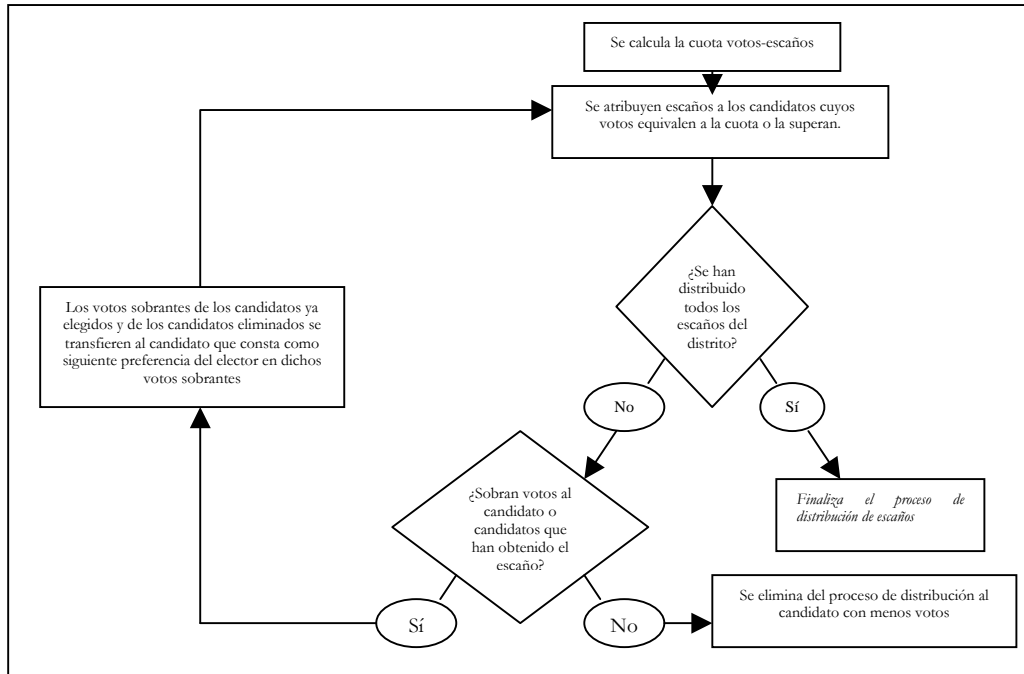 Se calcula la cuota votos-escaños
Se atribuyen escaños a los candidatos cuyos
votos equivalen a la cuota o la superan.
¿Se han
distribuido
todos los
escaños del
distrito?
Los votos sobrantes de los candidatos ya
elegidos y de los candidatos eliminados se
transfieren al candidato que consta como
siguiente preferencia del elector en dichos
votos sobrantes
No
Sí
¿Sobran votos al
candidato o
candidatos que
han obtenido el
escaño?
Finaliza el proceso de
distribución de escaños
Se elimina del proceso de distribución al
candidato con menos votos
Sí
No